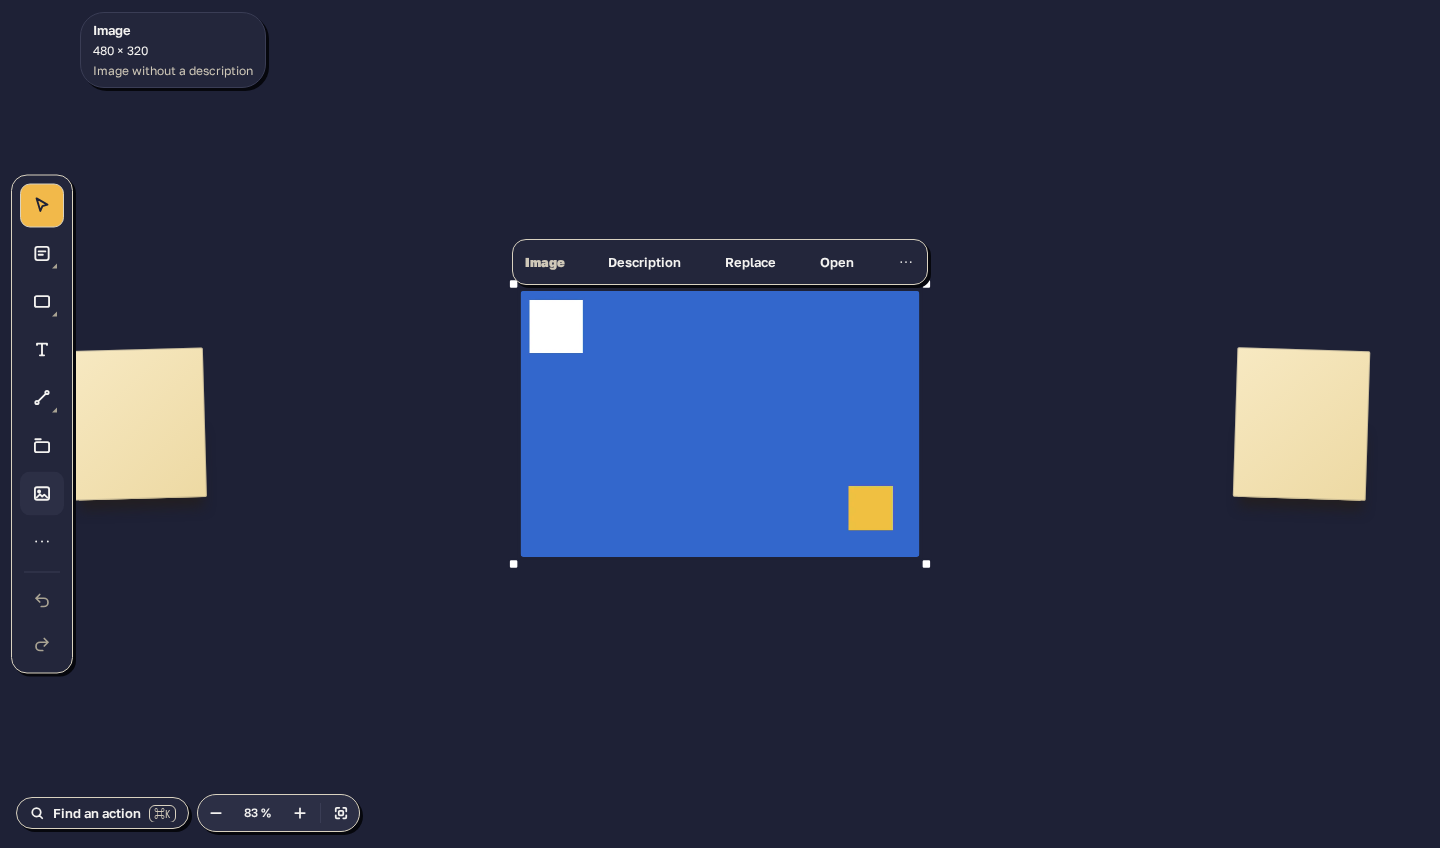 Image
480 × 320
Image without a description
Image Description Replace Open ···
Find an action ⌘K
83 %